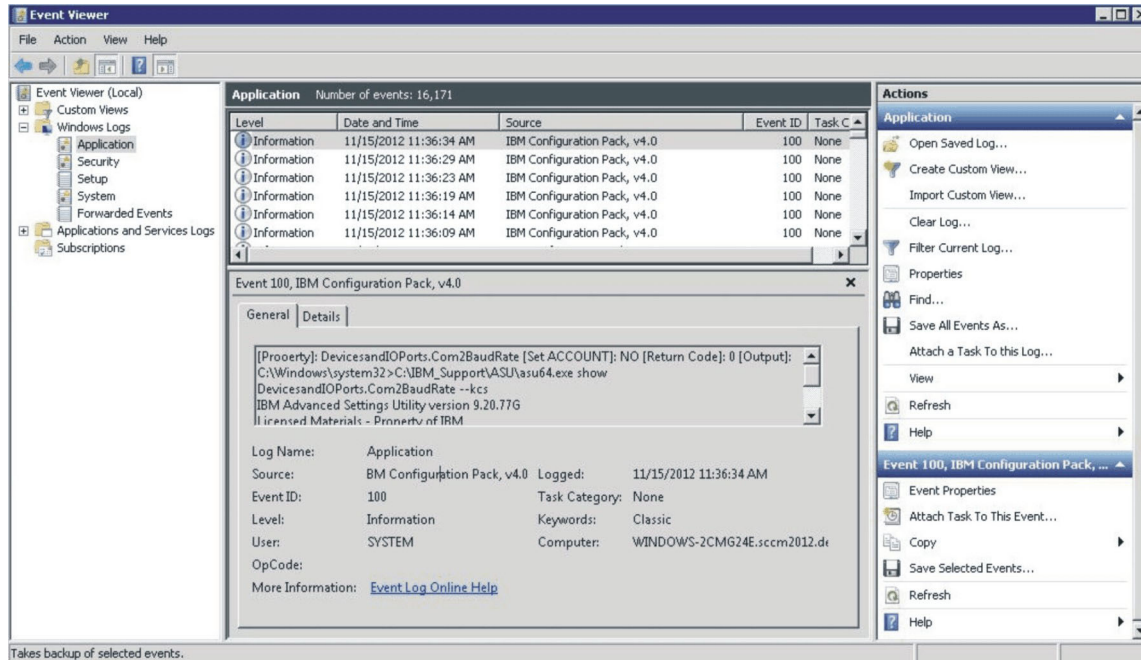 Event Viewer
File Action View Help
Event Viewer (Local)
Custom Views
Windows Logs
Application
Security
Setup
System
Forwarded Events
Applications and Services Logs
Subscriptions
Application Number of events: 16,171
Level Date and Time Source Event ID Task C
Information 11/15/2012 11:36:34 AM IBM Configuration Pack, v4.0 100 None
Information 11/15/2012 11:36:29 AM IBM Configuration Pack, v4.0 100 None
Information 11/15/2012 11:36:23 AM IBM Configuration Pack, v4.0 100 None
Information 11/15/2012 11:36:19 AM IBM Configuration Pack, v4.0 100 None
Information 11/15/2012 11:36:14 AM IBM Configuration Pack, v4.0 100 None
Information 11/15/2012 11:36:09 AM IBM Configuration Pack, v4.0 100 None
Event 100, IBM Configuration Pack, v4.0
General Details
[Prooerty]: DevicesandIOPorts.Com2BaudRate [Set ACCOUNT]: NO [Return Code]: 0 [Output]:
C:\Windows\system32>C:\IBM_Support\ASU\asu64.exe show
DevicesandIOPorts.Com2BaudRate --kcs
IBM Advanced Settings Utility version 9.20.77G
Licensed Materials - Property of IBM
Log Name: Application
Source: BM Configuration Pack, v4.0 Logged: 11/15/2012 11:36:34 AM
Event ID: 100 Task Category: None
Level: Information Keywords: Classic
User: SYSTEM Computer: WINDOWS-2CMG24E.sccm2012.de
OpCode:
More Information: Event Log Online Help
Actions
Application
Open Saved Log...
Create Custom View...
Import Custom View...
Clear Log...
Filter Current Log...
Properties
Find...
Save All Events As...
Attach a Task To this Log...
View
Refresh
Help
Event 100, IBM Configuration Pack, ...
Event Properties
Attach Task To This Event...
Copy
Save Selected Events...
Refresh
Help
Takes backup of selected events.